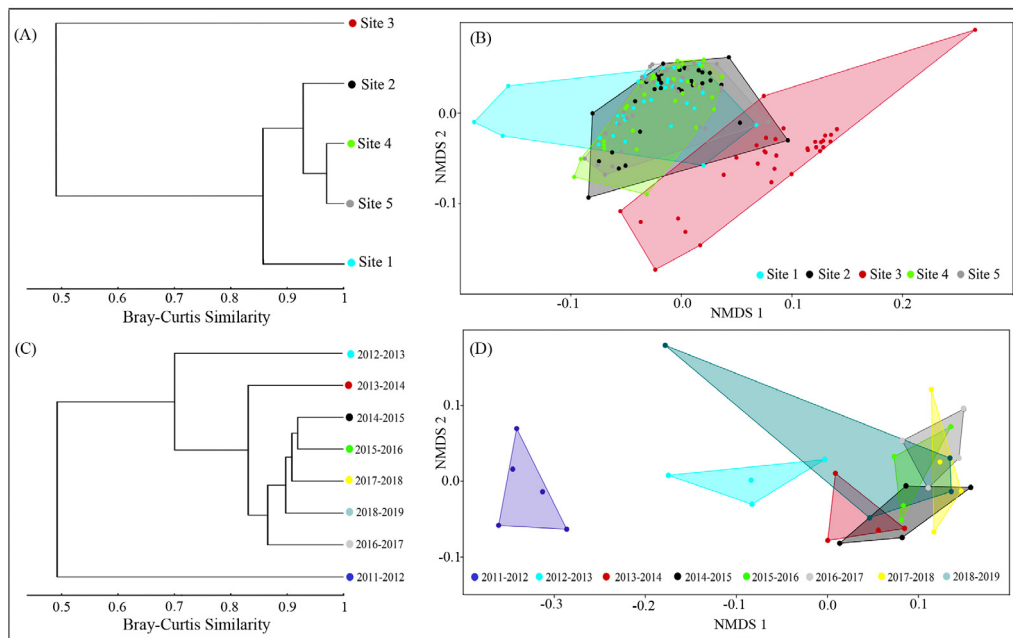 (A)
Site 3
Site 2
Site 4
Site 5
Site 1
0.5 0.6 0.7 0.8 0.9 1
Bray-Curtis Similarity
(B)
NMDS 2
0.0
-0.1
Site 1 Site 2 Site 3 Site 4 Site 5
-0.1 0.0 0.1 0.2
NMDS 1
(C)
2012-2013
2013-2014
2014-2015
2015-2016
2017-2018
2018-2019
2016-2017
2011-2012
0.5 0.6 0.7 0.8 0.9 1
Bray-Curtis Similarity
(D)
NMDS 2
0.1
0.0
-0.1
2011-2012 2012-2013 2013-2014 2014-2015 2015-2016 2016-2017 2017-2018 2018-2019
-0.3 -0.2 -0.1 0.0 0.1
NMDS 1